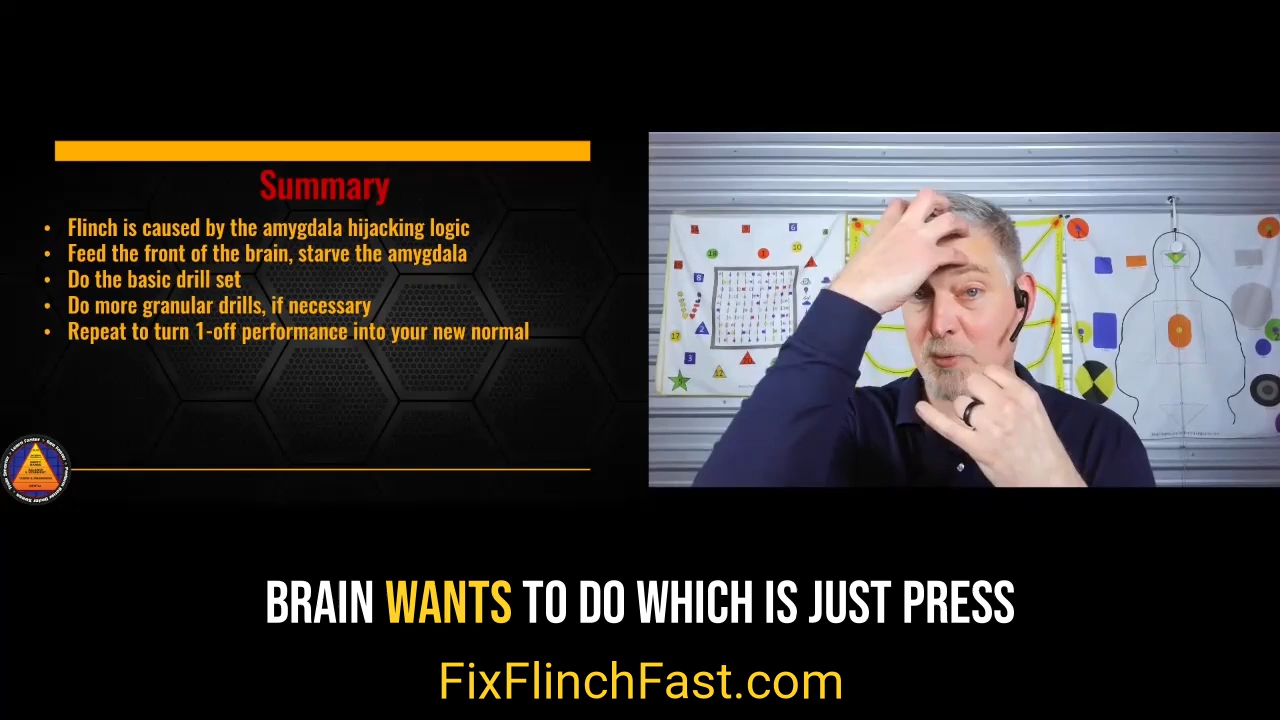 Summary
• Flinch is caused by the amygdala hijacking logic
• Feed the front of the brain, starve the amygdala
• Do the basic drill set
• Do more granular drills, if necessary
• Repeat to turn 1-off performance into your new normal
BRAIN WANTS TO DO WHICH IS JUST PRESS
FixFlinchFast.com